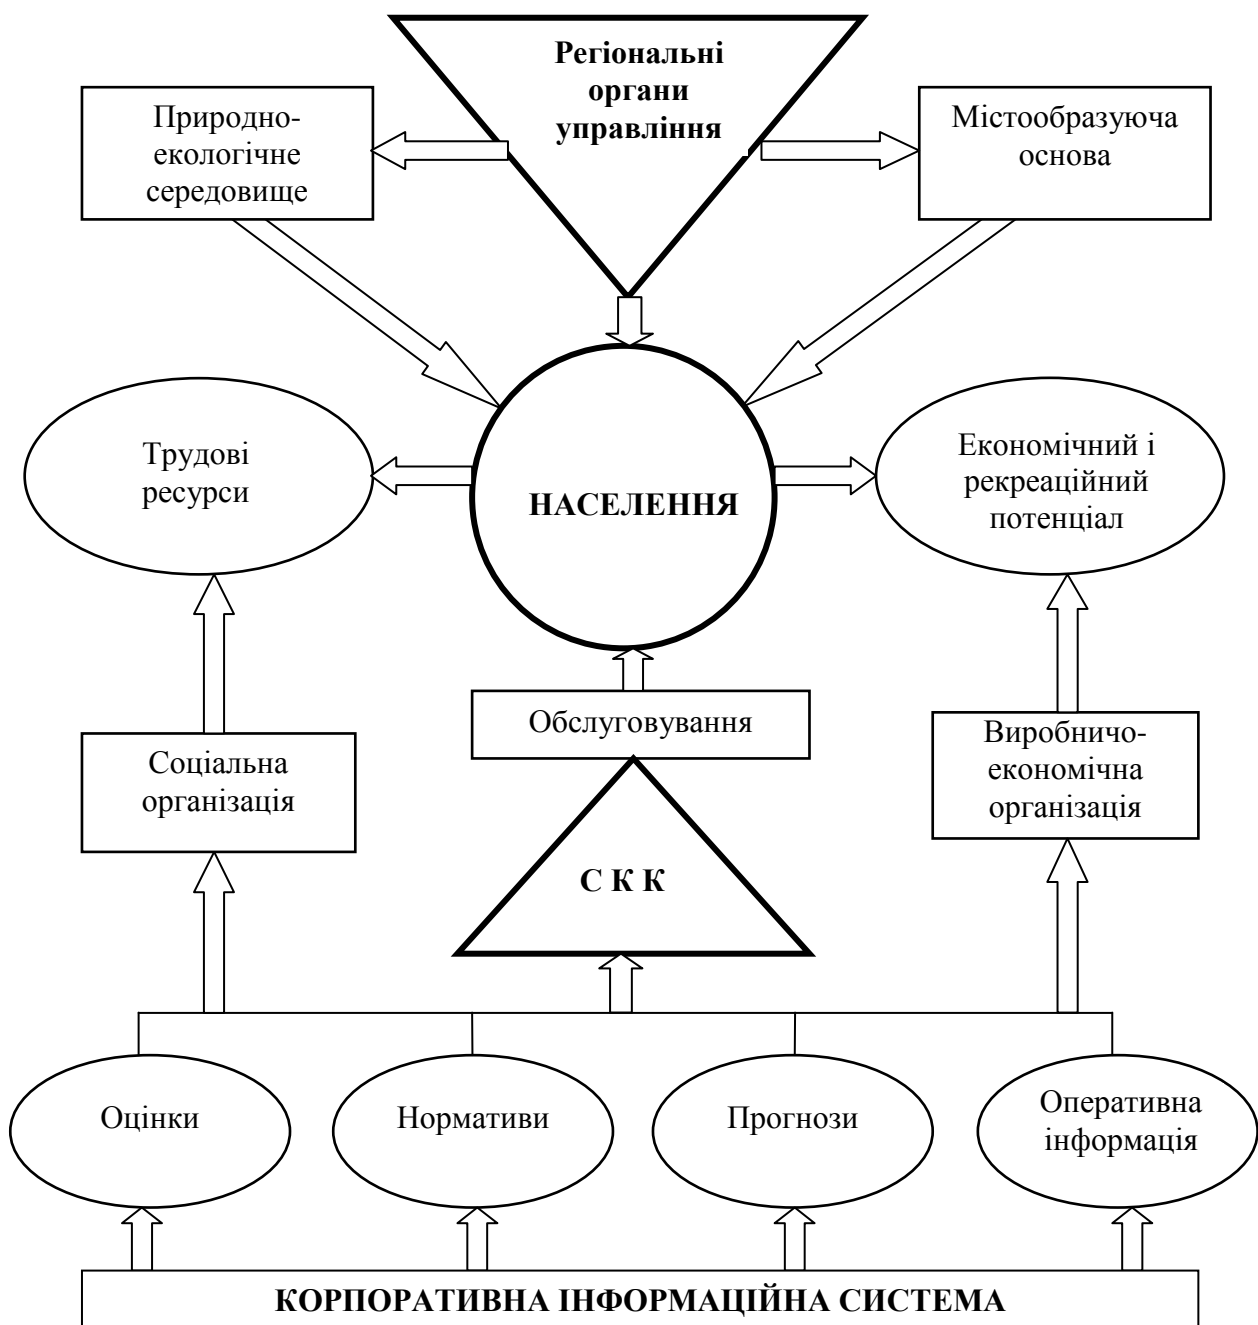 Регіональні
органи
управління
Природно-
екологічне
середовище
Містообразуюча
основа
Трудові
ресурси
НАСЕЛЕННЯ
Економічний і
рекреаційний
потенціал
Обслуговування
Соціальна
організація
Виробничо-
економічна
організація
С К К
Оцінки
Нормативи
Прогнози
Оперативна
інформація
КОРПОРАТИВНА ІНФОРМАЦІЙНА СИСТЕМА